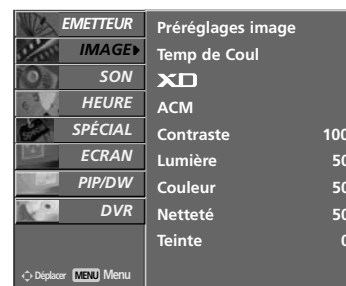 EMETTEUR
IMAGE
SON
HEURE
SPÉCIAL
ECRAN
PIP/DW
DVR
Déplacer MENU Menu
Préréglages image
Temp de Coul
XD
ACM
Contraste 100
Lumière 50
Couleur 50
Netteté 50
Teinte 0